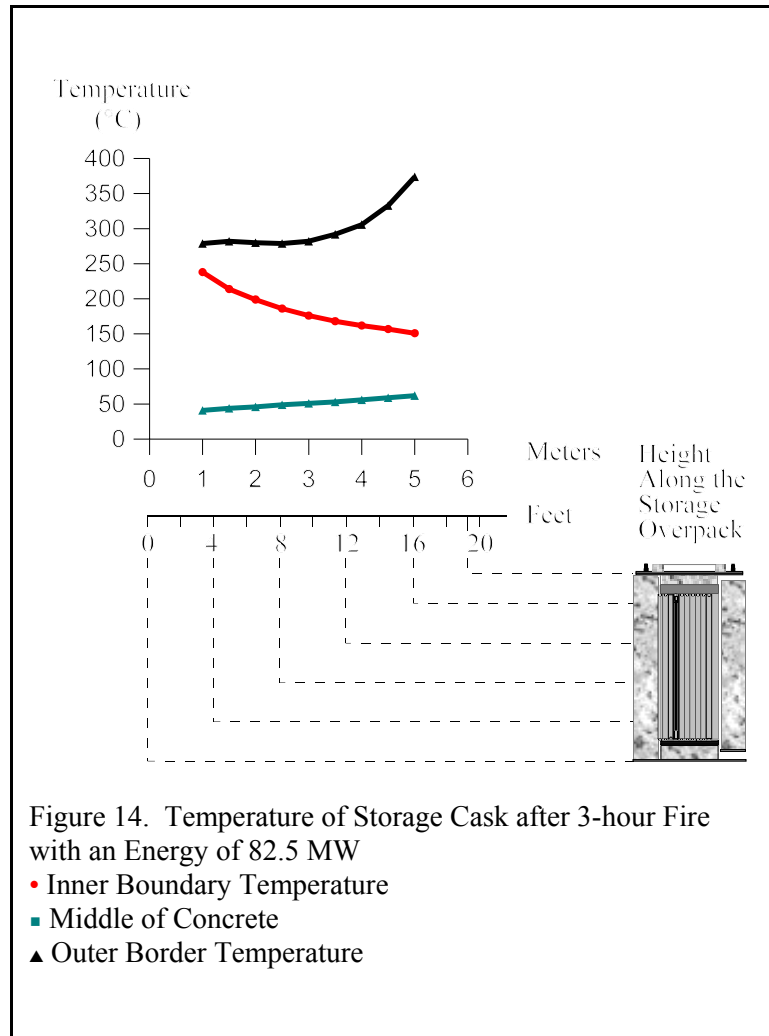 Temperature
(°C)
400
350
300
250
200
150
100
50
0
0 1 2 3 4 5 6
Meters
Feet
0 4 8 12 16 20
Height
Along the
Storage
Overpack
Figure 14. Temperature of Storage Cask after 3-hour Fire
with an Energy of 82.5 MW
• Inner Boundary Temperature
■ Middle of Concrete
▲ Outer Border Temperature